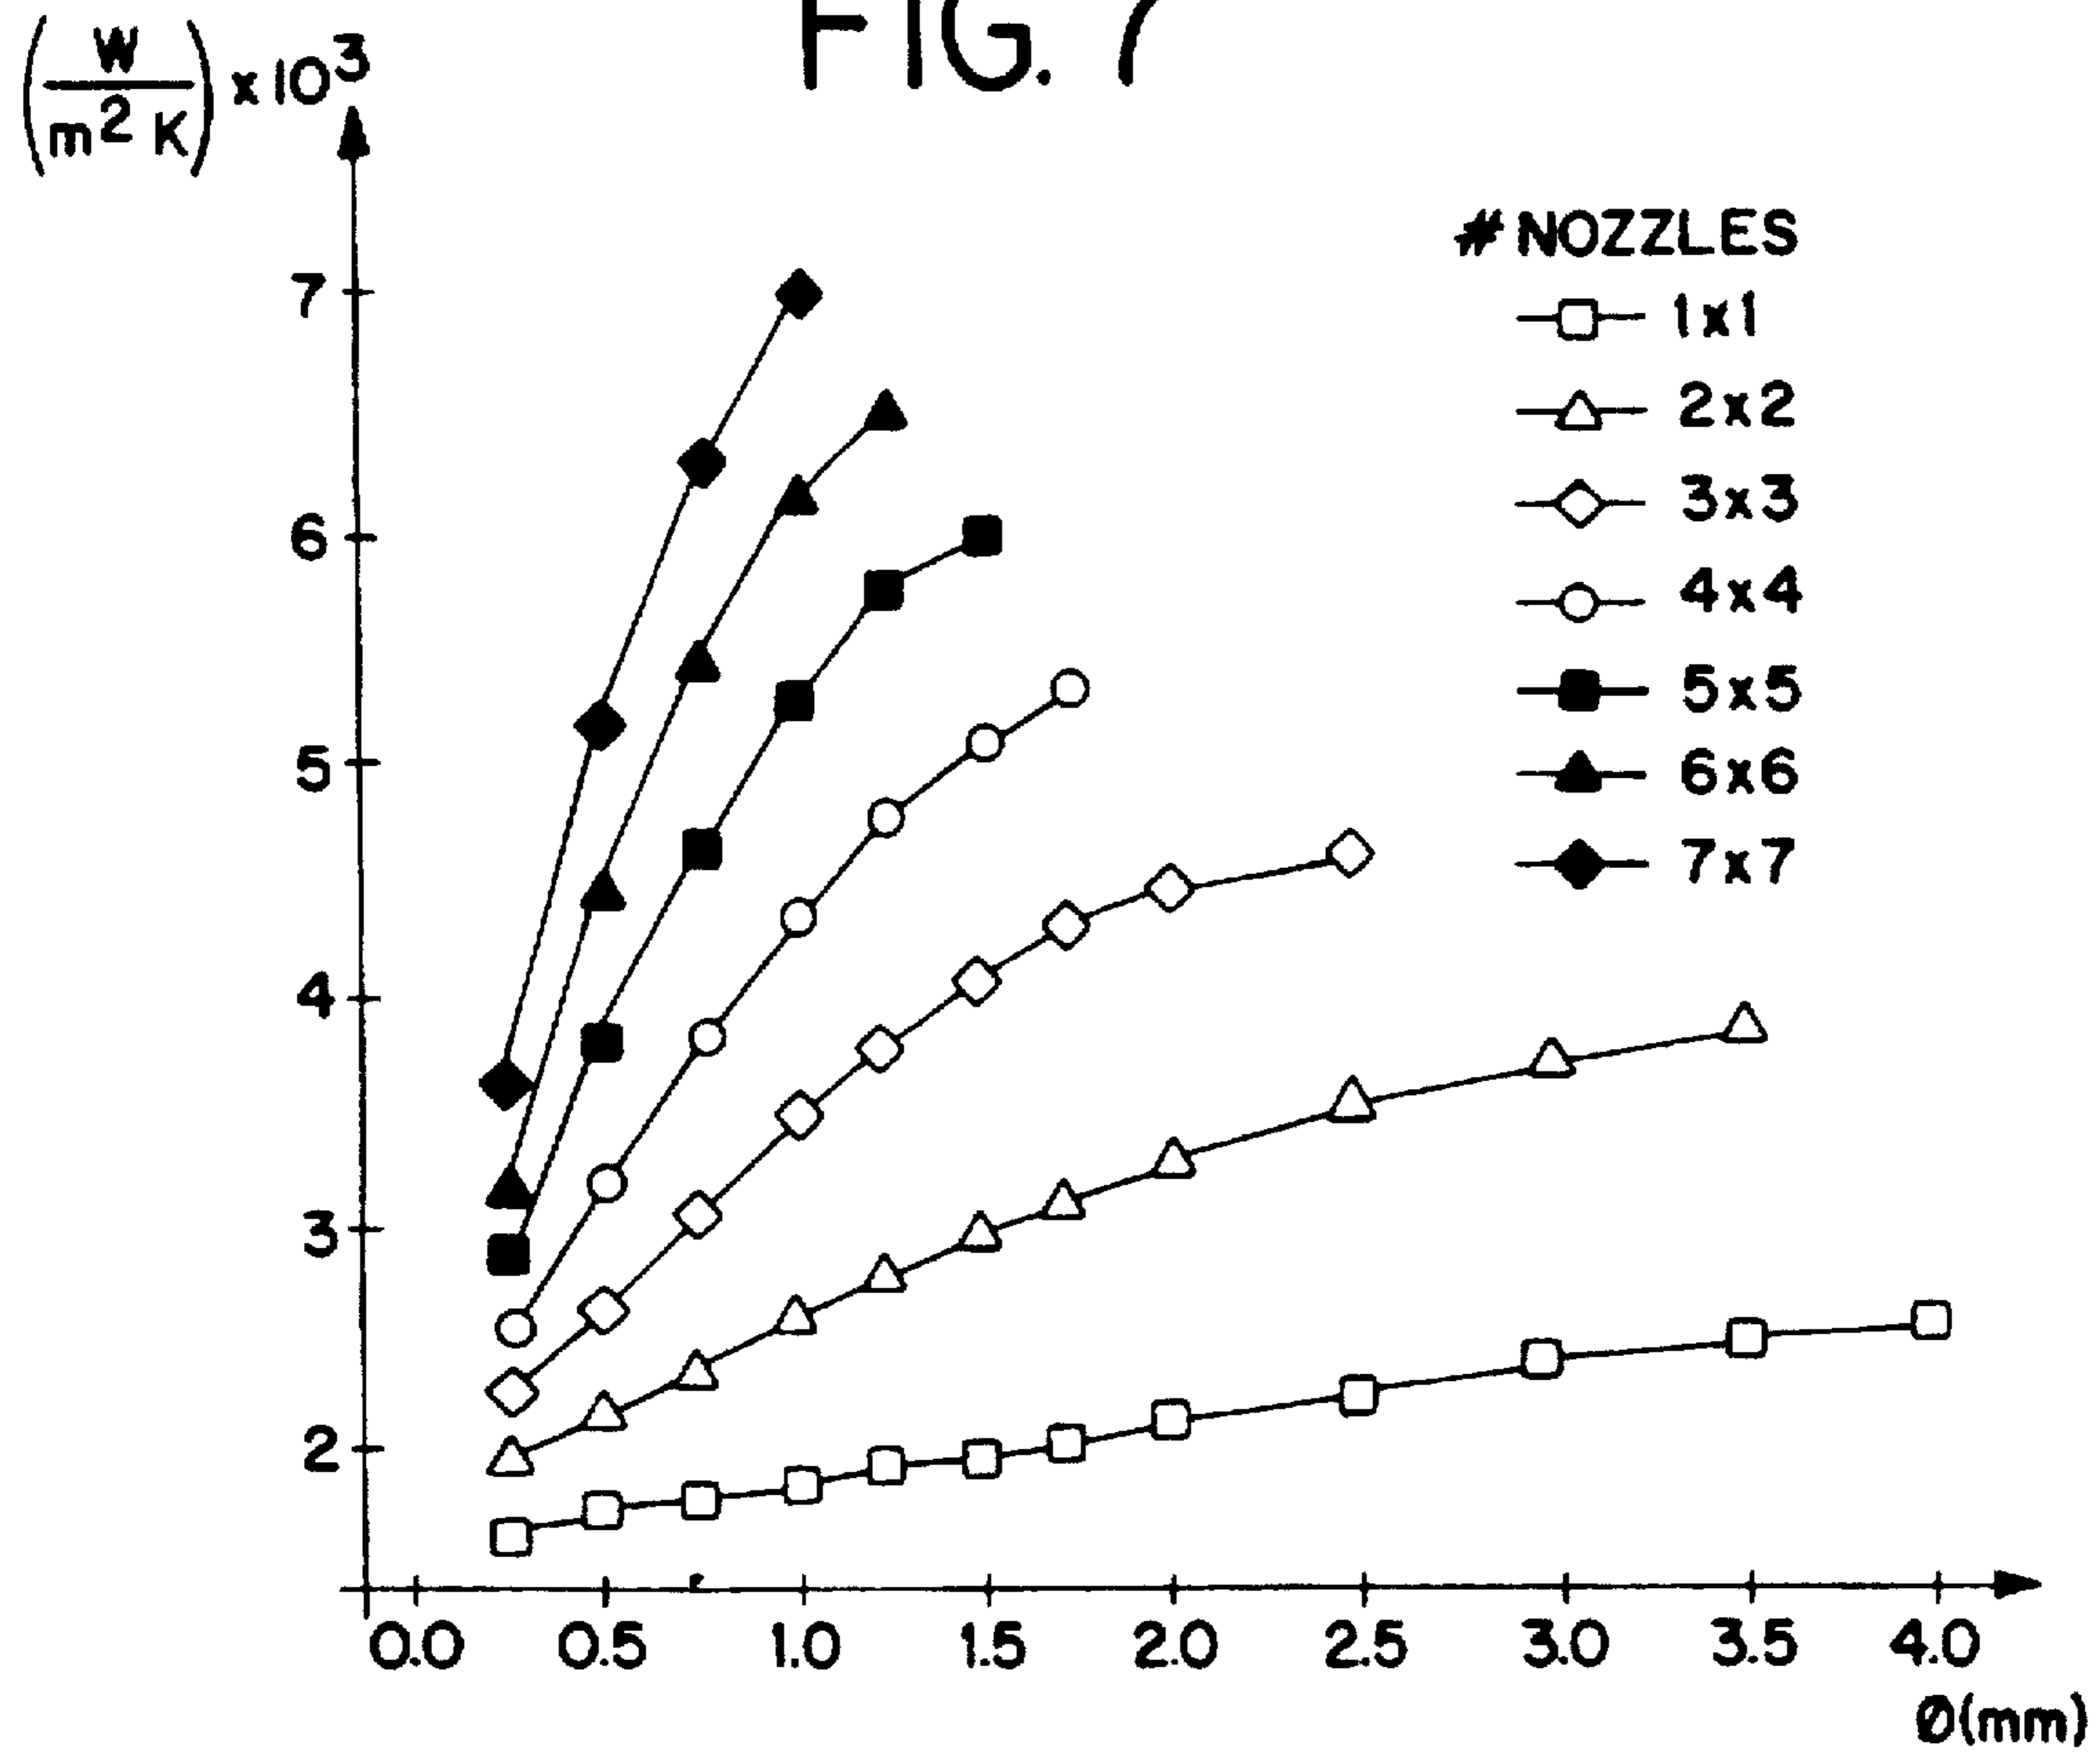 FIG. 7
(W/m² K) x10³
7
6
5
4
3
2
# NOZZLES
1x1
2x2
3x3
4x4
5x5
6x6
7x7
0.0 0.5 1.0 1.5 2.0 2.5 3.0 3.5 4.0
Ø(mm)